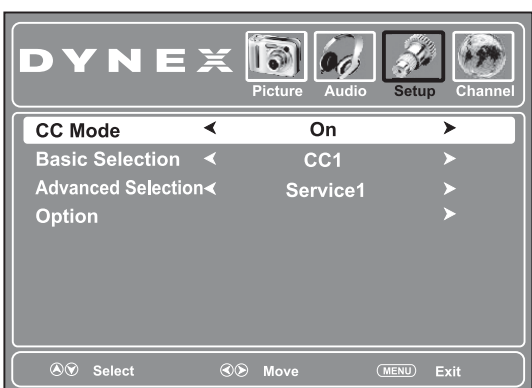 DYNEX
Picture Audio Setup Channel
CC Mode On
Basic Selection CC1
Advanced Selection Service1
Option
Select Move MENU Exit